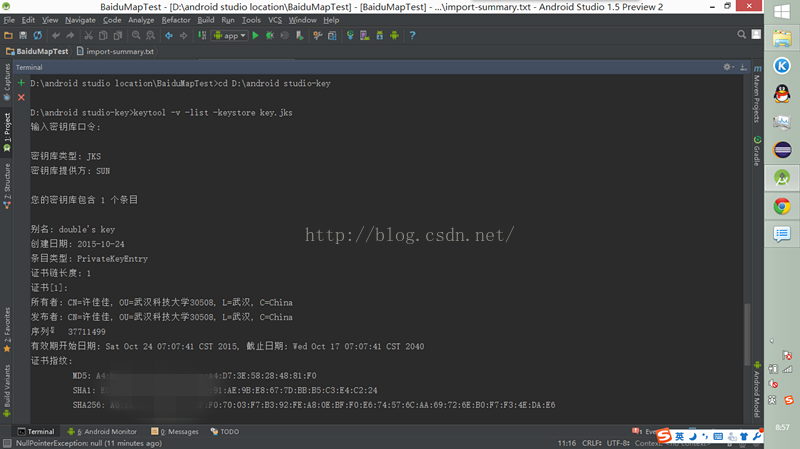 BaiduMapTest - [D:\android studio location\BaiduMapTest] - [BaiduMapTest] - ...\import-summary.txt - Android Studio 1.5 Preview 2
File Edit View Navigate Code Analyze Refactor Build Run Tools VCS Window Help
app
BaiduMapTest import-summary.txt
Terminal
Captures
1: Project
Z: Structure
2: Favorites
Build Variants
D:\android studio location\BaiduMapTest>cd D:\android studio-key
D:\android studio-key>keytool -v -list -keystore key.jks
输入密钥库口令:
密钥库类型: JKS
密钥库提供方: SUN
您的密钥库包含 1 个条目
别名: double's key
创建日期: 2015-10-24
条目类型: PrivateKeyEntry
证书链长度: 1
证书[1]:
所有者: CN=许佳佳, OU=武汉科技大学30508, L=武汉, C=China
发布者: CN=许佳佳, OU=武汉科技大学30508, L=武汉, C=China
序列号 37711499
有效期开始日期: Sat Oct 24 07:07:41 CST 2015, 截止日期: Wed Oct 17 07:07:41 CST 2040
证书指纹:
MD5: A4: :D7:3E:58:28:48:81:F0
SHA1: :AE:9B:E8:67:7D:BB:B5:C3:E4:C2:24
SHA256: :F0:70:03:F7:B3:92:FE:A8:0E:BF:F0:E6:74:57:6C:AA:69:72:6E:B0:F7:F3:4E:DA:E6
http://blog.csdn.net/
Maven Projects
Gradle
Android Model
Terminal 6: Android Monitor 0: Messages TODO
NullPointerException: null (11 minutes ago)
11:16 CRLF: UTF-8: Context:
英
8:57